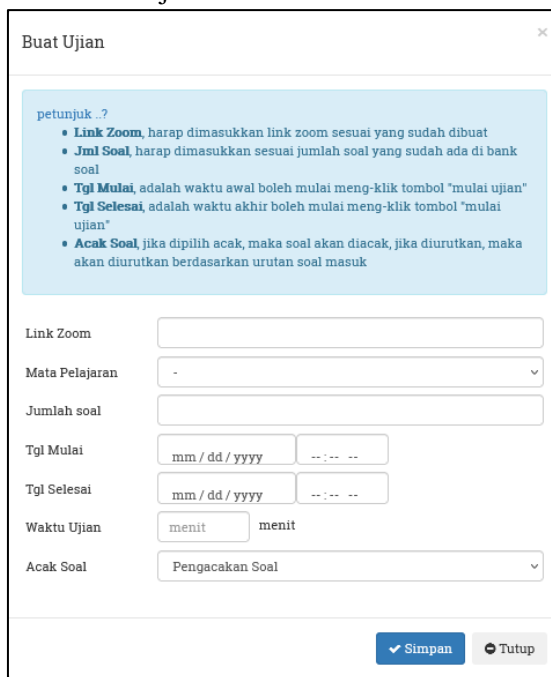 Buat Ujian
×
petunjuk ..?
• Link Zoom, harap dimasukkan link zoom sesuai yang sudah dibuat
• Jml Soal, harap dimasukkan sesuai jumlah soal yang sudah ada di bank
soal
• Tgl Mulai, adalah waktu awal boleh mulai meng-klik tombol "mulai ujian"
• Tgl Selesai, adalah waktu akhir boleh mulai meng-klik tombol "mulai
ujian"
• Acak Soal, jika dipilih acak, maka soal akan diacak, jika diurutkan, maka
akan diurutkan berdasarkan urutan soal masuk
Link Zoom
Mata Pelajaran -
Jumlah soal
Tgl Mulai mm / dd / yyyy -- : -- --
Tgl Selesai mm / dd / yyyy -- : -- --
Waktu Ujian menit menit
Acak Soal Pengacakan Soal
Simpan Tutup